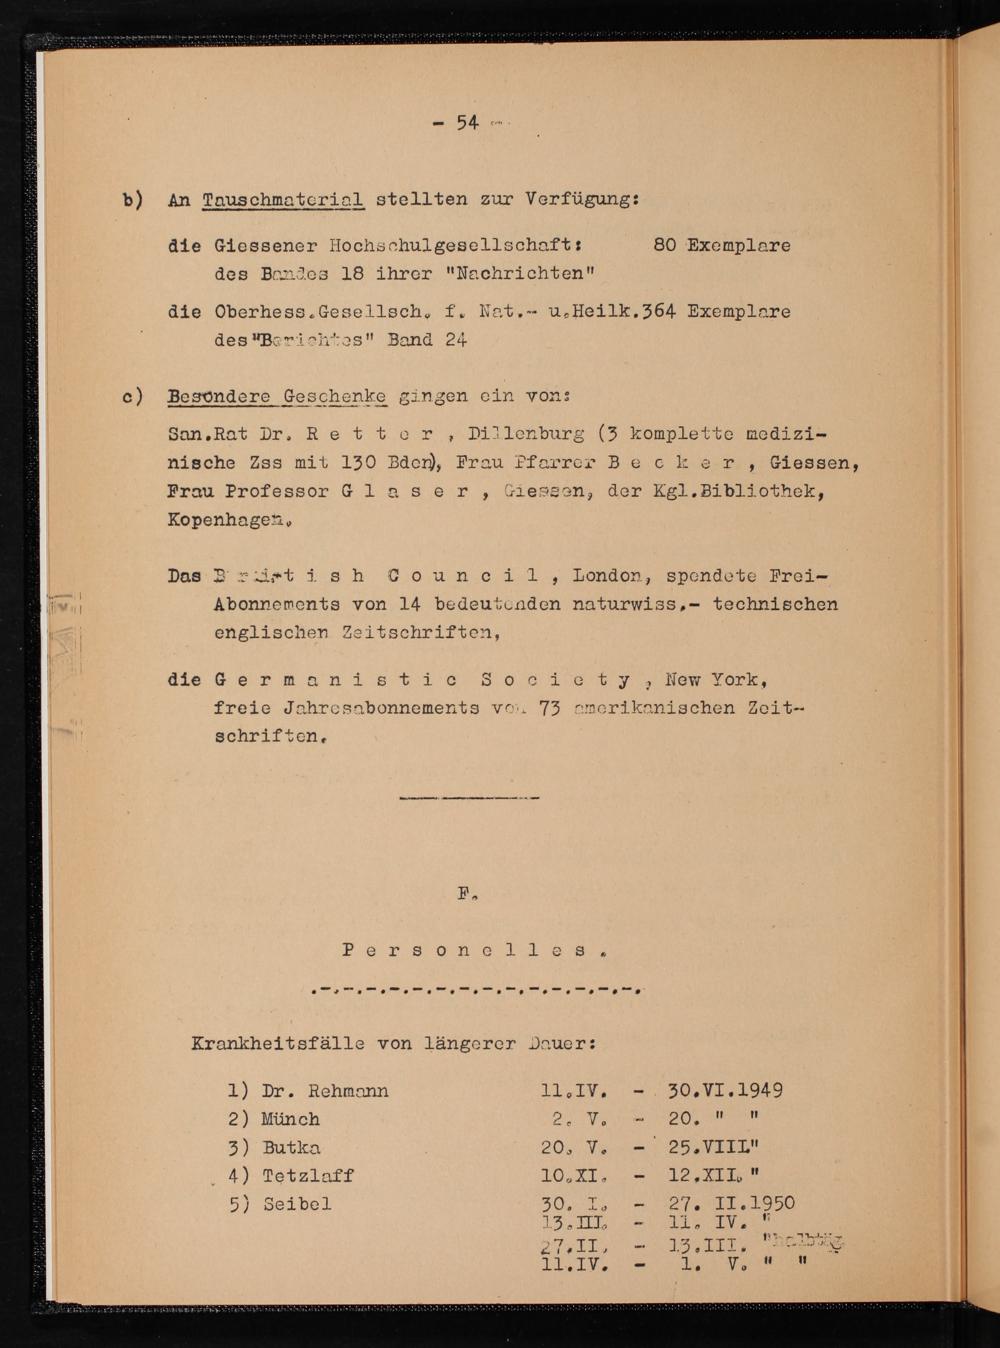 - 54 -
b) An Tauschmaterial stellten zur Verfügung:
die Giessener Hochschulgesellschaft: 80 Exemplare
des Bandes 18 ihrer "Nachrichten"
die Oberhess.Gesellsch. f. Nat.- u.Heilk.364 Exemplare
des "Berichtes" Band 24
c) Besondere Geschenke gingen ein von:
San.Rat Dr. R e t t e r , Dillenburg (3 komplette medizi-
nische Zss mit 130 Bden), Frau Pfarrer B e c k e r , Giessen,
Frau Professor G l a s e r , Giessen, der Kgl.Bibliothek,
Kopenhagen.
Das B r i t i s h C o u n c i l , London, spendete Frei-
Abonnements von 14 bedeutenden naturwiss.- technischen
englischen Zeitschriften,
die G e r m a n i s t i c S o c i e t y , New York,
freie Jahresabonnements von 73 amerikanischen Zeit-
schriften.
F.
P e r s o n e l l e s .
.-.-.-.-.-.-.-.-.-.-.-.-.-.-.
Krankheitsfälle von längerer Dauer:
1) Dr. Rehmann 11.IV. - 30.VI.1949
2) Münch 2. V. - 20. " "
3) Butka 20. V. - 25.VIII."
4) Tetzlaff 10.XI. - 12.XII. "
5) Seibel 30. I. - 27. II.1950
13.III. - 11. IV. "
27.II. - 13.III. "halbtäg.
11.IV. - 1. V. " "